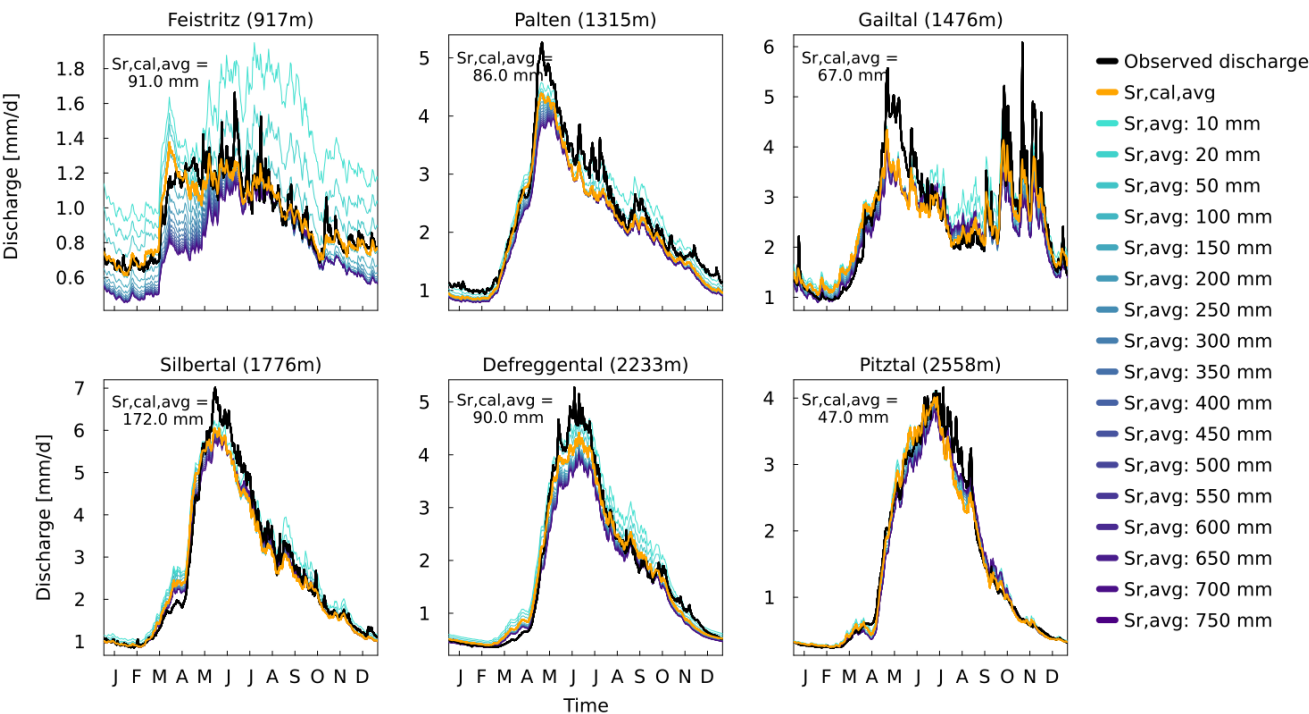 Feistritz (917m)
Palten (1315m)
Gailtal (1476m)
Discharge [mm/d]
1.8
1.6
1.4
1.2
1.0
0.8
0.6
Sr,cal,avg =
91.0 mm
5
4
3
2
1
Sr,cal,avg =
86.0 mm
6
5
4
3
2
1
Sr,cal,avg =
67.0 mm
Silbertal (1776m)
Defreggental (2233m)
Pitztal (2558m)
Discharge [mm/d]
7
6
5
4
3
2
1
Sr,cal,avg =
172.0 mm
5
4
3
2
1
Sr,cal,avg =
90.0 mm
4
3
2
1
Sr,cal,avg =
47.0 mm
J F M A M J J A S O N D
J F M A M J J A S O N D
J F M A M J J A S O N D
Time
Observed discharge
Sr,cal,avg
Sr,avg: 10 mm
Sr,avg: 20 mm
Sr,avg: 50 mm
Sr,avg: 100 mm
Sr,avg: 150 mm
Sr,avg: 200 mm
Sr,avg: 250 mm
Sr,avg: 300 mm
Sr,avg: 350 mm
Sr,avg: 400 mm
Sr,avg: 450 mm
Sr,avg: 500 mm
Sr,avg: 550 mm
Sr,avg: 600 mm
Sr,avg: 650 mm
Sr,avg: 700 mm
Sr,avg: 750 mm